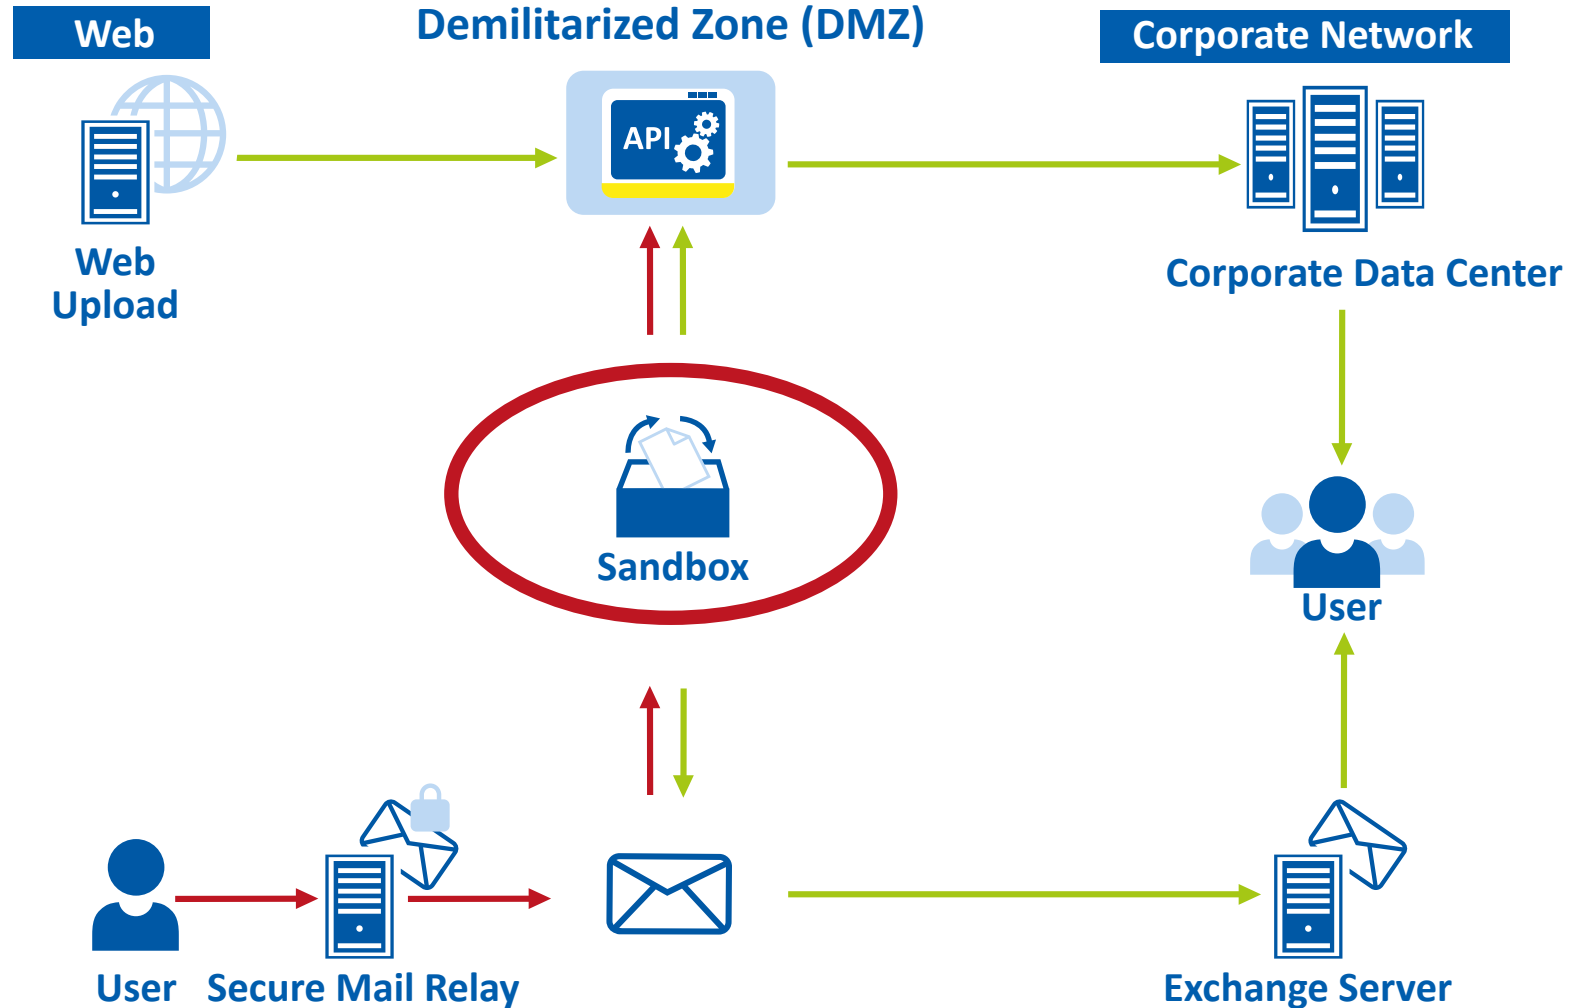 Web
Demilitarized Zone (DMZ)
Corporate Network
API
Web
Upload
Corporate Data Center
Sandbox
User
User
Secure Mail Relay
Exchange Server